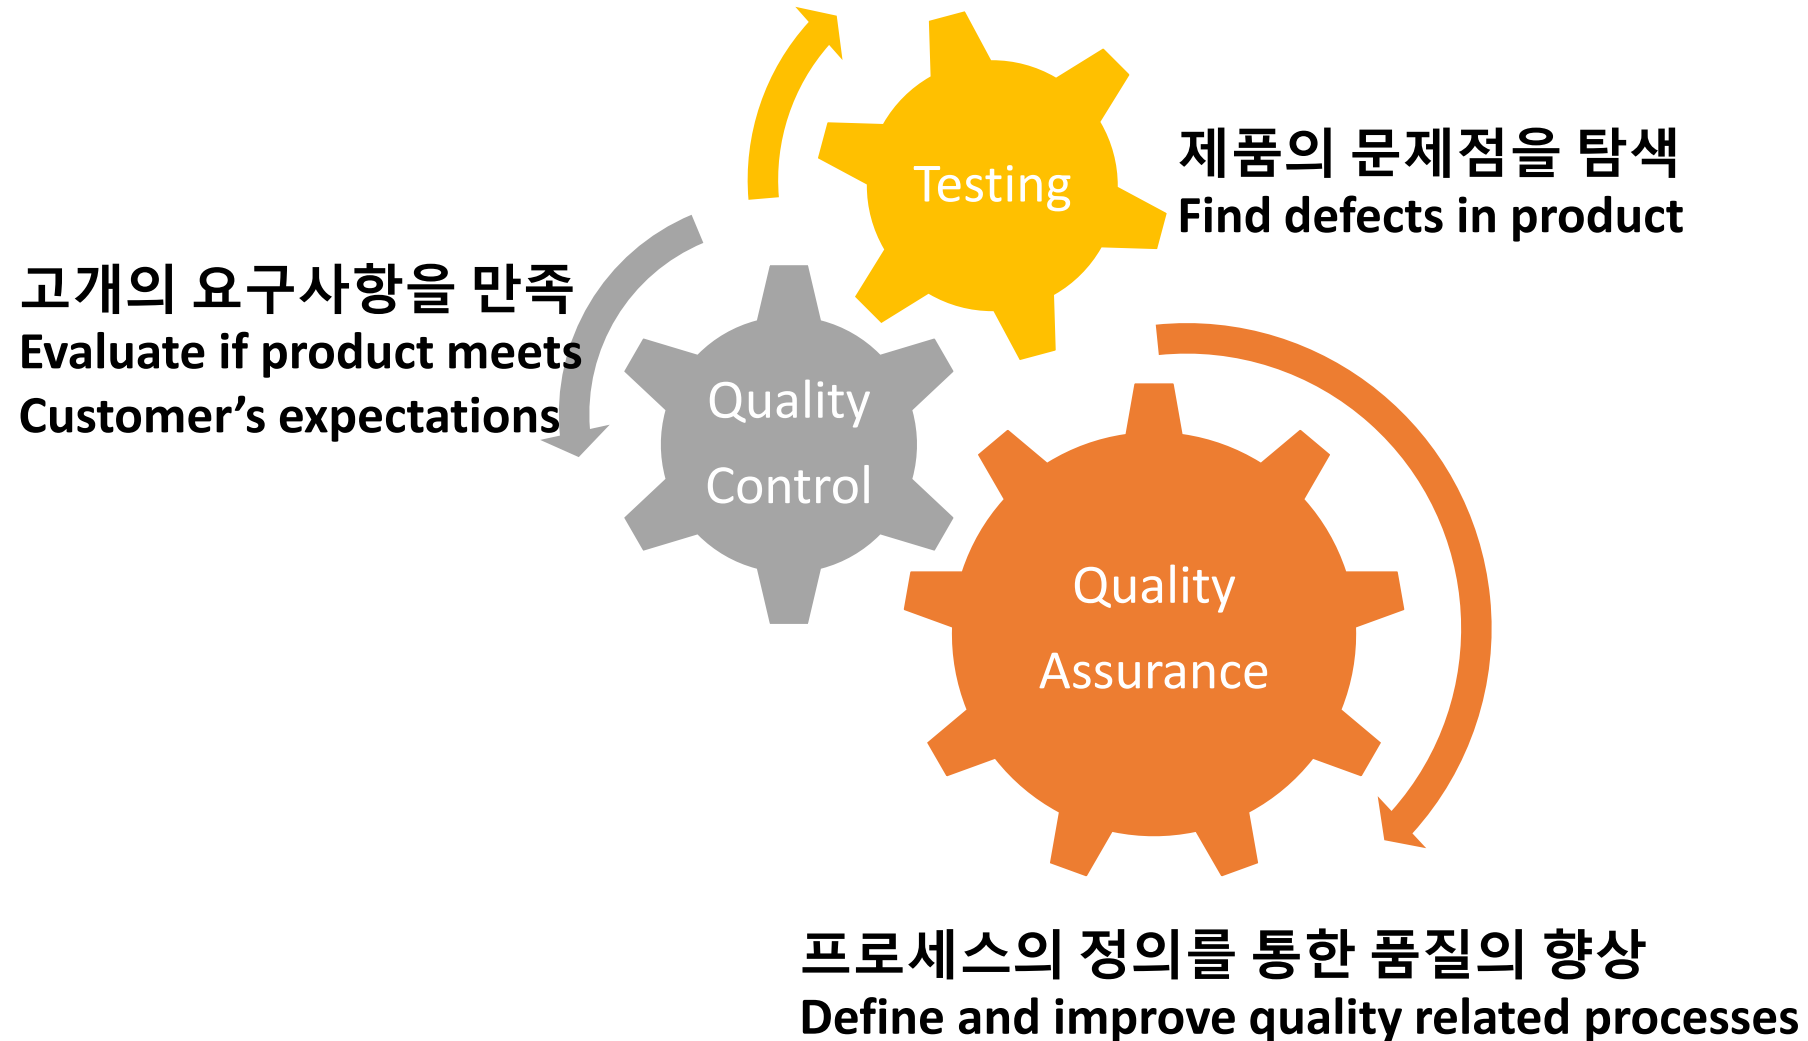 Testing
제품의 문제점을 탐색
Find defects in product
고개의 요구사항을 만족
Evaluate if product meets
Customer’s expectations
Quality
Control
Quality
Assurance
프로세스의 정의를 통한 품질의 향상
Define and improve quality related processes